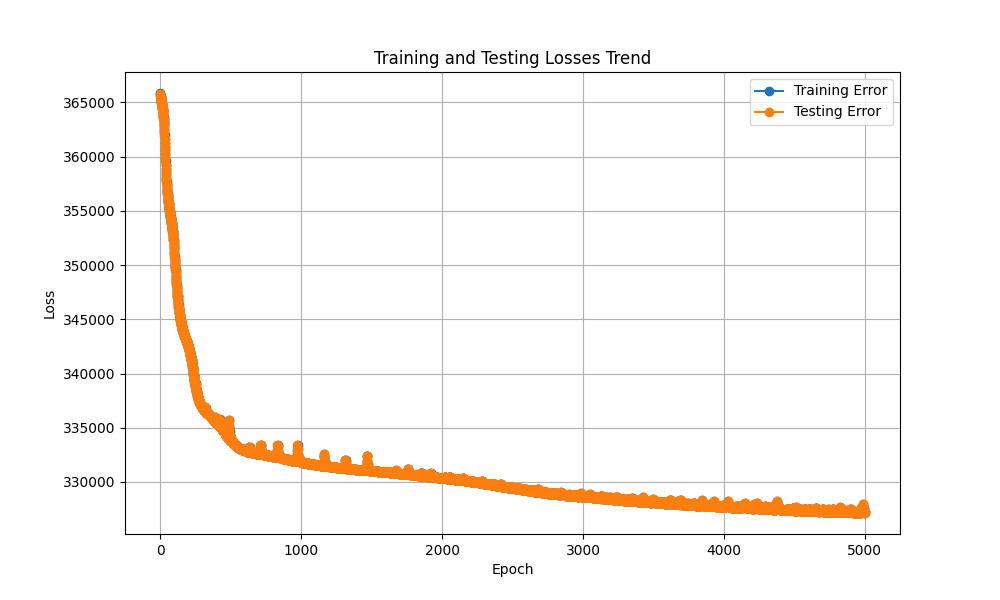 Training and Testing Losses Trend
Training Error
Testing Error
365000
360000
355000
350000
345000
340000
335000
330000
Loss
0 1000 2000 3000 4000 5000
Epoch